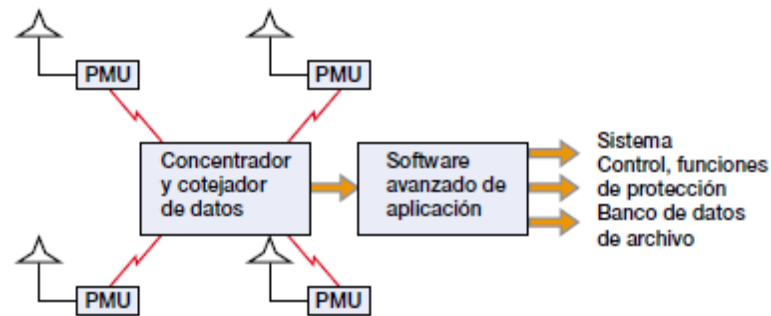 PMU
PMU
Concentrador
y cotejador
de datos
Software
avanzado de
aplicación
Sistema
Control, funciones
de protección
Banco de datos
de archivo
PMU
PMU